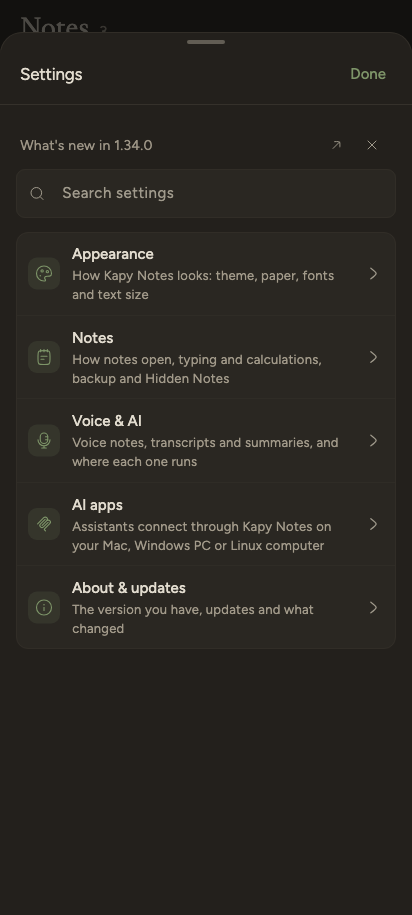 Notes 3
Settings
Done
What's new in 1.34.0
Search settings
Appearance
How Kapy Notes looks: theme, paper, fonts
and text size
Notes
How notes open, typing and calculations,
backup and Hidden Notes
Voice & AI
Voice notes, transcripts and summaries, and
where each one runs
AI apps
Assistants connect through Kapy Notes on
your Mac, Windows PC or Linux computer
About & updates
The version you have, updates and what
changed